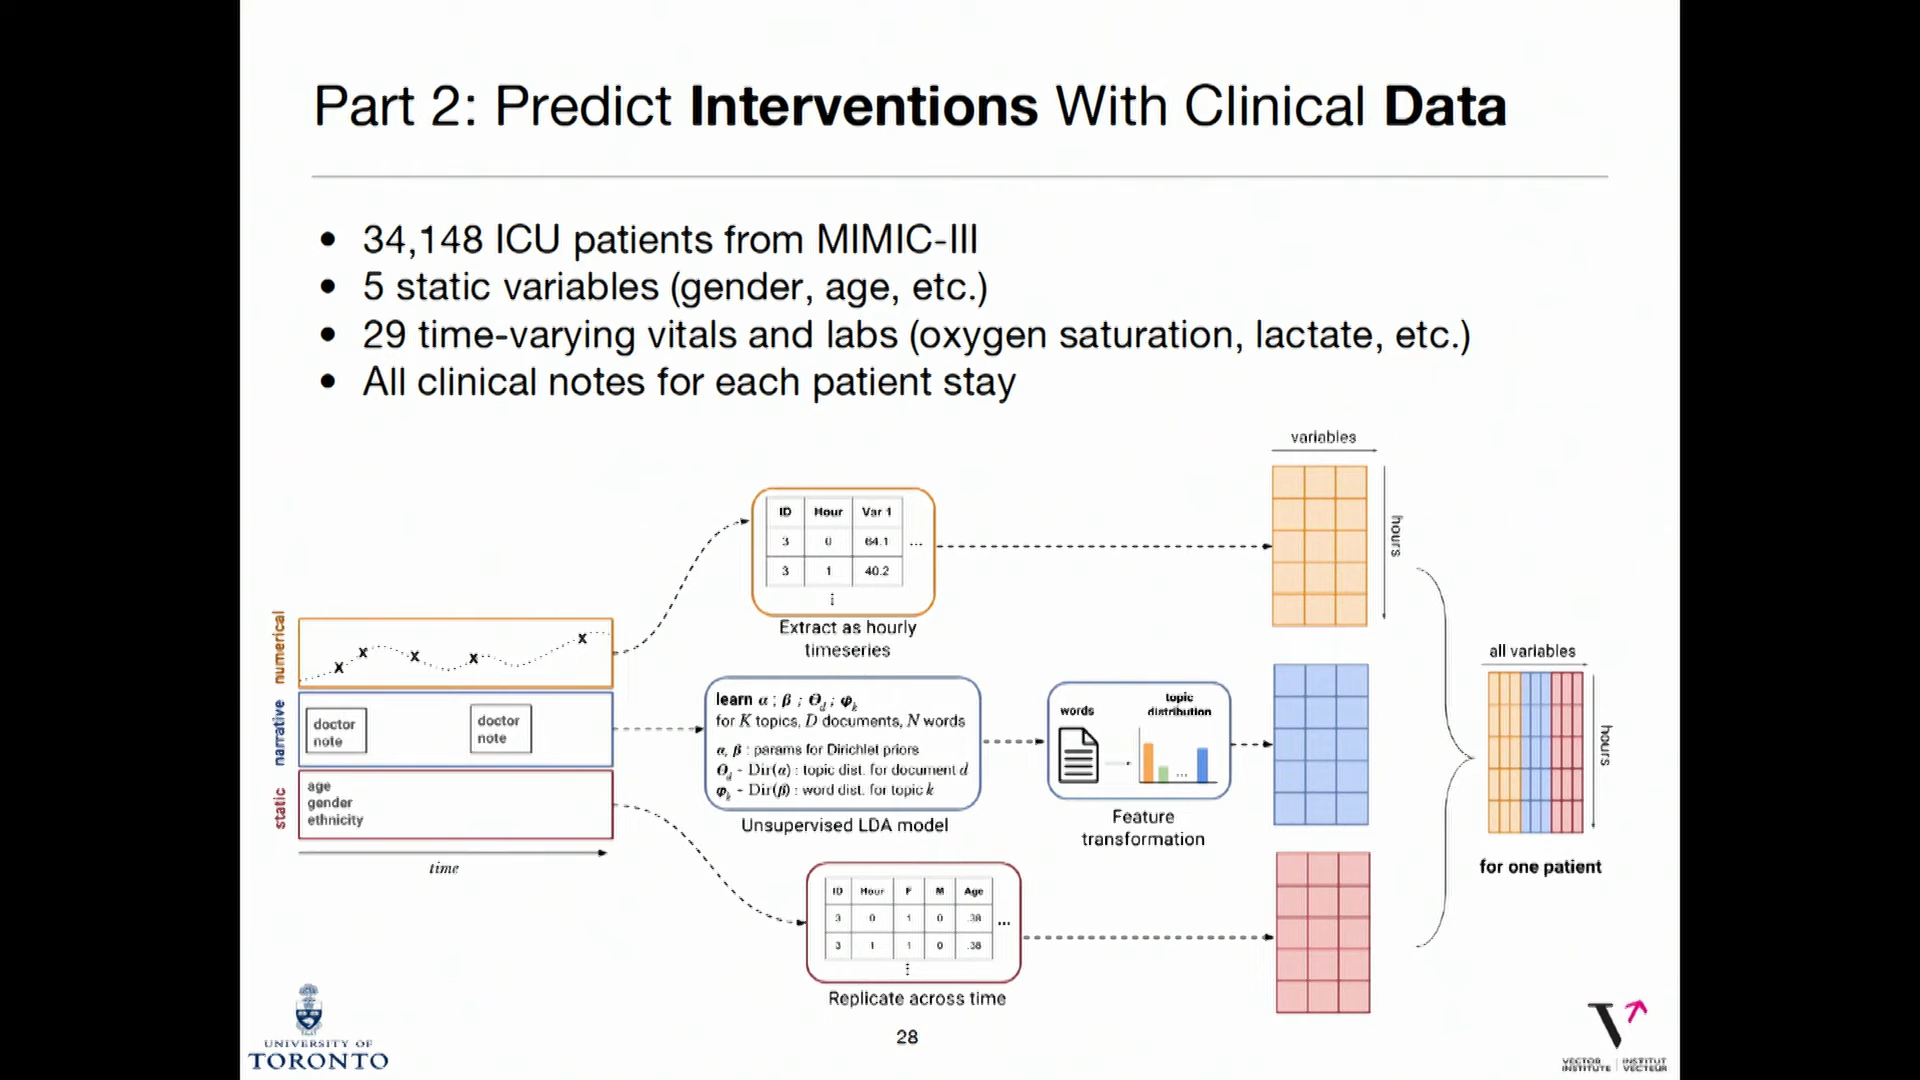 Part 2: Predict Interventions With Clinical Data
• 34,148 ICU patients from MIMIC-III
• 5 static variables (gender, age, etc.)
• 29 time-varying vitals and labs (oxygen saturation, lactate, etc.)
• All clinical notes for each patient stay
numerical
narrative
doctor
note
doctor
note
static
age
gender
ethnicity
time
ID Hour Var 1
3 0 64.1 ...
3 1 40.2
⋮
Extract as hourly
timeseries
learn α ; β ; Θd ; φk
for K topics, D documents, N words
α, β : params for Dirichlet priors
Θd ~ Dir(α) : topic dist. for document d
φk ~ Dir(β) : word dist. for topic k
Unsupervised LDA model
words
topic
distribution
...
Feature
transformation
ID Hour F M Age
3 0 1 0 .38 ...
3 1 1 0 .38
⋮
Replicate across time
variables
hours
all variables
hours
for one patient
UNIVERSITY OF
TORONTO
28
VECTOR INSTITUTE | INSTITUT VECTEUR